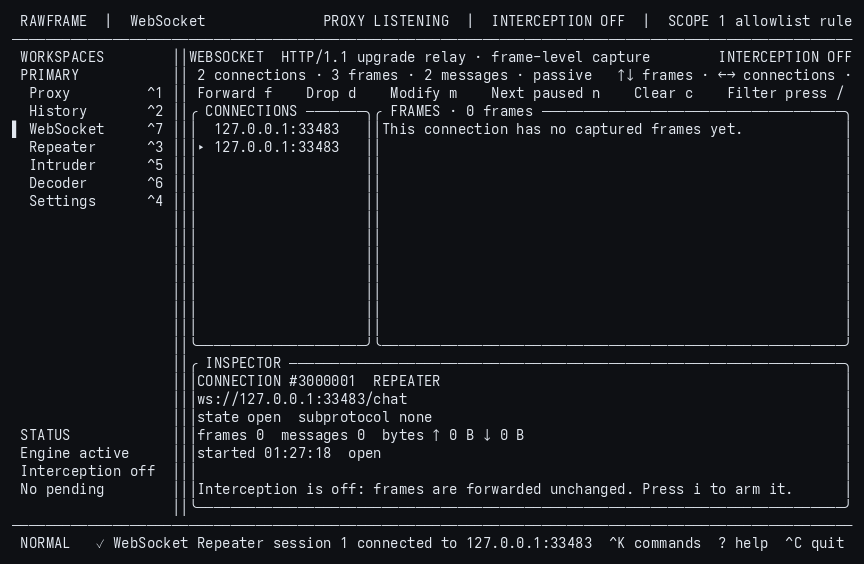 RAWFRAME | WebSocket PROXY LISTENING | INTERCEPTION OFF | SCOPE 1 allowlist rule
WORKSPACES
PRIMARY
Proxy ^1
History ^2
WebSocket ^7
Repeater ^3
Intruder ^5
Decoder ^6
Settings ^4
STATUS
Engine active
Interception off
No pending
WEBSOCKET HTTP/1.1 upgrade relay · frame-level capture INTERCEPTION OFF
2 connections · 3 frames · 2 messages · passive ↑↓ frames · ←→ connections ·
Forward f Drop d Modify m Next paused n Clear c Filter press /
CONNECTIONS
127.0.0.1:33483
▸ 127.0.0.1:33483
FRAMES · 0 frames
This connection has no captured frames yet.
INSPECTOR
CONNECTION #3000001 REPEATER
ws://127.0.0.1:33483/chat
state open subprotocol none
frames 0 messages 0 bytes ↑ 0 B ↓ 0 B
started 01:27:18 open
Interception is off: frames are forwarded unchanged. Press i to arm it.
NORMAL ✓ WebSocket Repeater session 1 connected to 127.0.0.1:33483 ^K commands ? help ^C quit